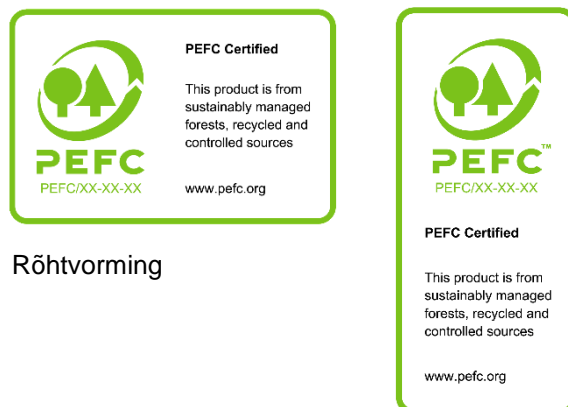 PEFC
PEFC/XX-XX-XX
PEFC Certified
This product is from
sustainably managed
forests, recycled and
controlled sources
www.pefc.org
Rõhtvorming
PEFC™
PEFC/XX-XX-XX
PEFC Certified
This product is from
sustainably managed
forests, recycled and
controlled sources
www.pefc.org